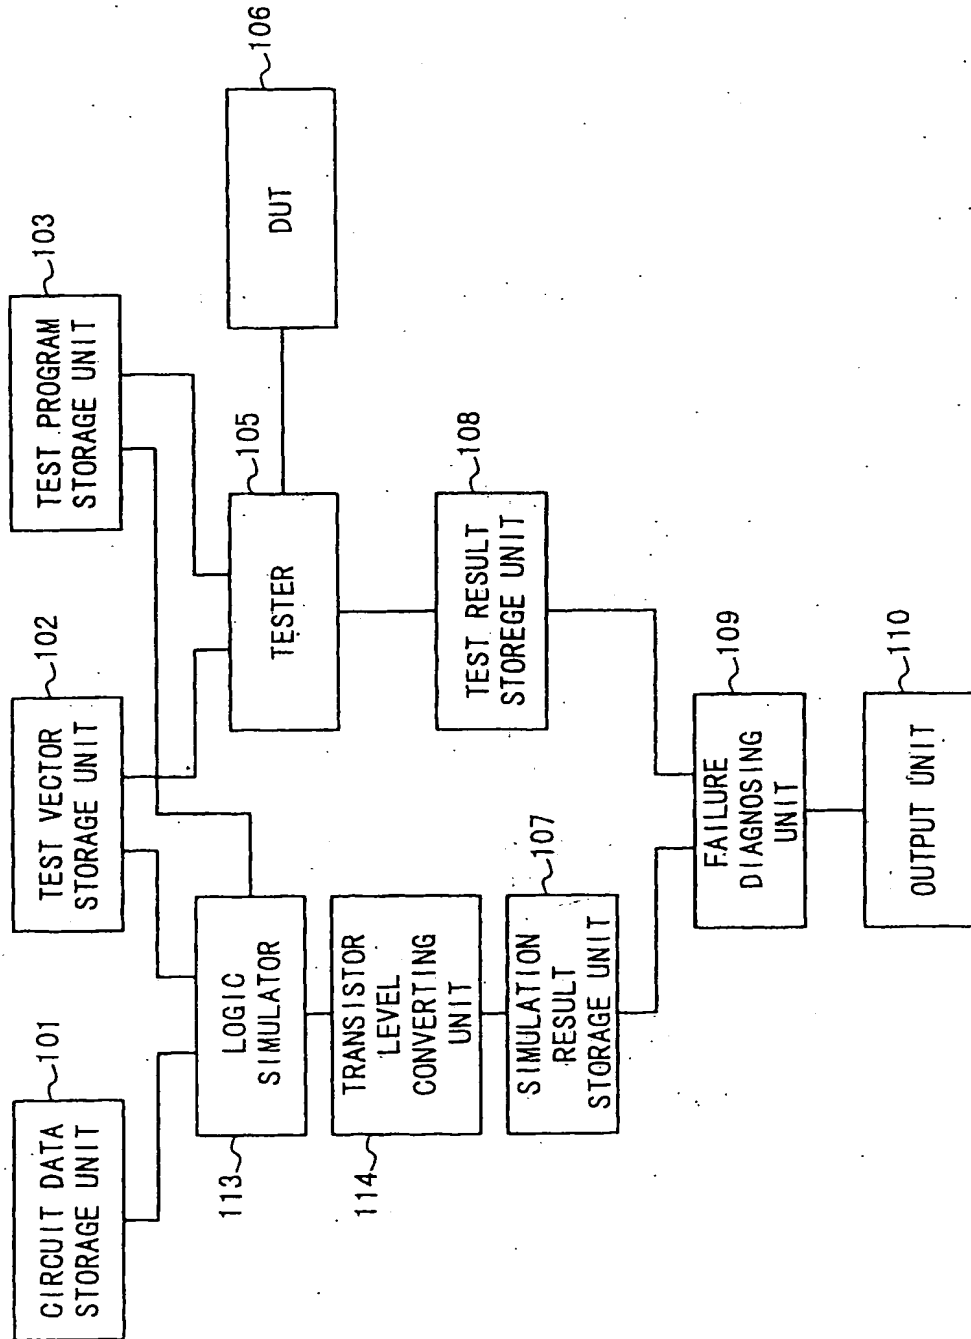 101
CIRCUIT DATA
STORAGE UNIT
102
TEST VECTOR
STORAGE UNIT
103
TEST PROGRAM
STORAGE UNIT
113
LOGIC
SIMULATOR
105
TESTER
106
DUT
114
TRANSISTOR
LEVEL
CONVERTING
UNIT
107
SIMULATION
RESULT
STORAGE UNIT
108
TEST RESULT
STOREGE UNIT
109
FAILURE
DIAGNOSING
UNIT
110
OUTPUT UNIT